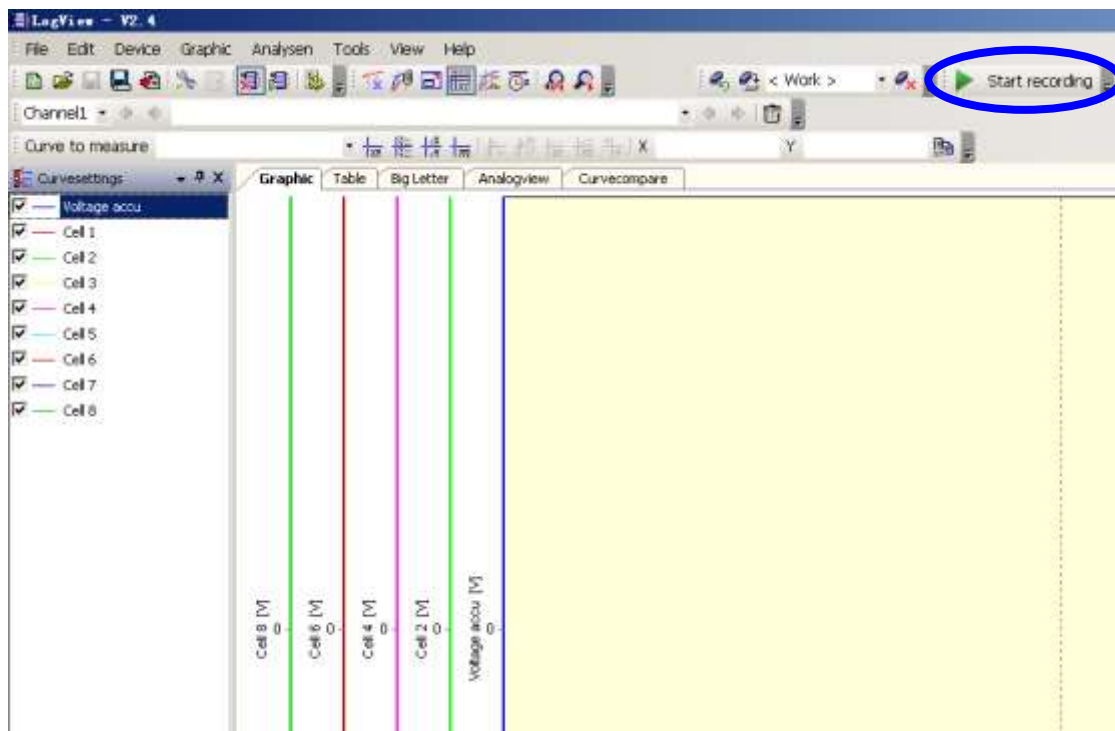 LogView - V2.4
File Edit Device Graphic Analysen Tools View Help
< Work > Start recording
Channel1
Curve to measure X Y
Curvesettings Graphic Table Big Letter Analogview Curvecompare
Voltage accu
Cell 1
Cell 2
Cell 3
Cell 4
Cell 5
Cell 6
Cell 7
Cell 8
Cell 8 [V] 0
Cell 6 [V] 0
Cell 4 [V] 0
Cell 2 [V] 0
Voltage accu [V] 0